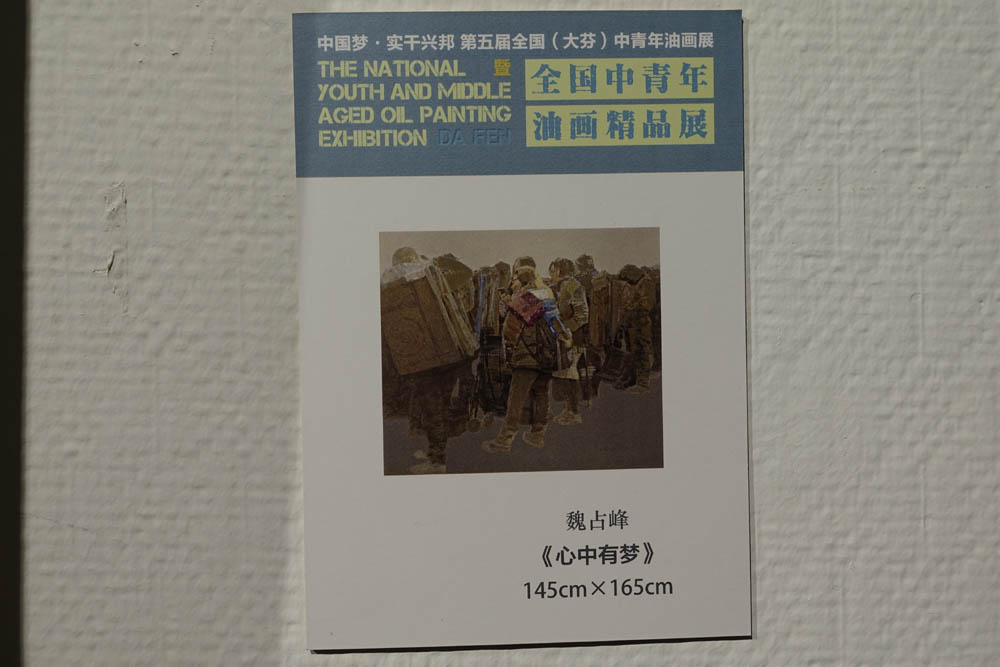 中国梦·实干兴邦 第五届全国（大芬）中青年油画展
THE NATIONAL 暨
YOUTH AND MIDDLE
AGED OIL PAINTING
EXHIBITION DA FEN
全国中青年
油画精品展
魏占峰
《心中有梦》
145cm×165cm